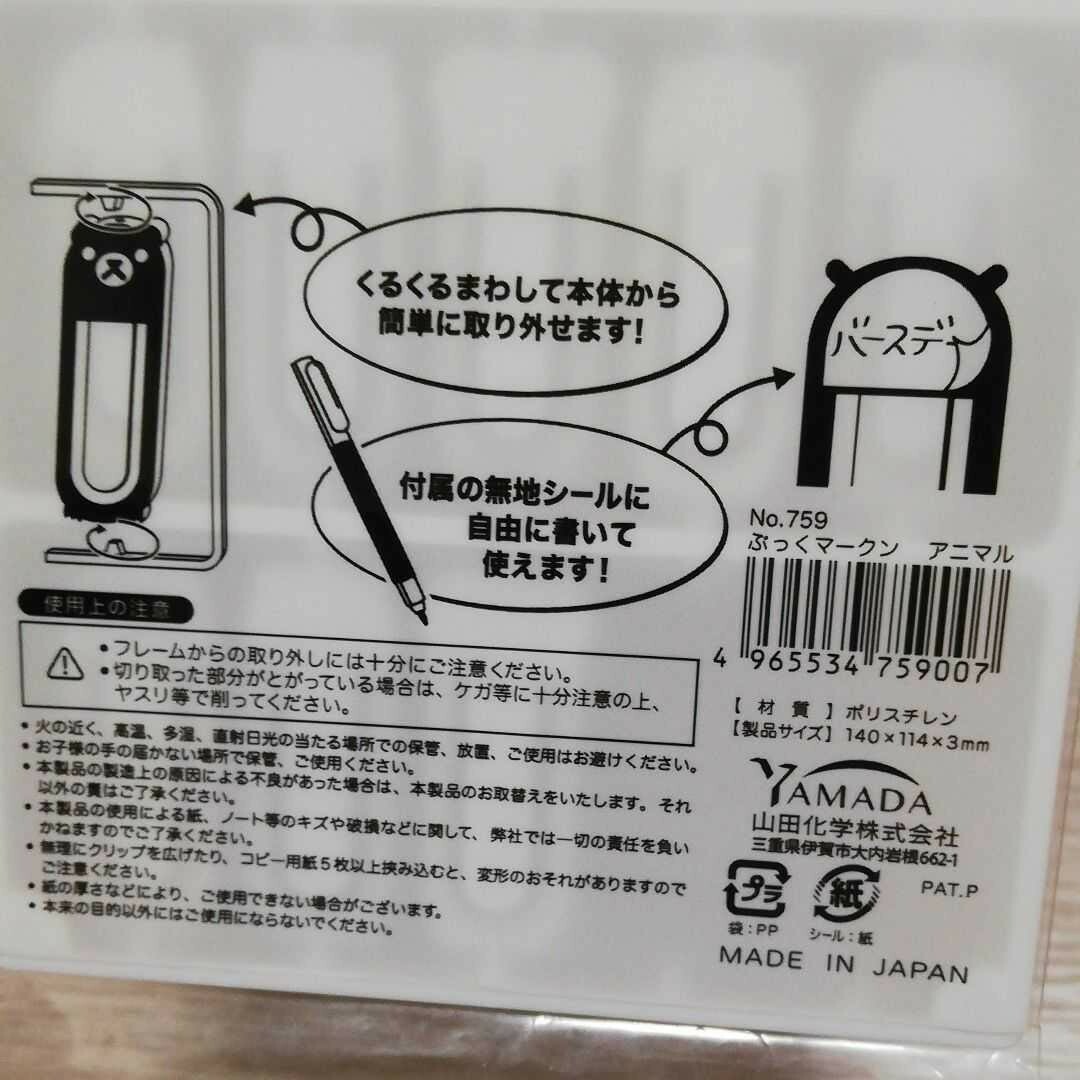 くるくるまわして本体から
簡単に取り外せます!
バースデー
付属の無地シールに
自由に書いて
使えます!
No.759
ぷっくマークン　アニマル
4 965534 759007
使用上の注意
•フレームからの取り外しには十分にご注意ください。
•切り取った部分がとがっている場合は、ケガ等に十分注意の上、
ヤスリ等で削ってください。
•火の近く、高温、多湿、直射日光の当たる場所での保管、放置、ご使用はお避けください。
•お子様の手の届かない場所で保管、ご使用ください。
•本製品の製造上の原因による不良があった場合は、本製品のお取替えをいたします。それ
以外の責はご了承ください。
•本製品の使用による紙、ノート等のキズや破損などに関して、弊社では一切の責任を負い
かねますのでご了承ください。
•無理にクリップを広げたり、コピー用紙5枚以上挟み込むと、変形のおそれがありますので
ご注意ください。
•紙の厚さなどにより、ご使用できない場合がございます。
•本来の目的以外にはご使用にならないでください。
【材質】ポリスチレン
【製品サイズ】140×114×3mm
YAMADA
山田化学株式会社
三重県伊賀市大内岩根662-1
プラ
紙
PAT.P
袋:PP
シール:紙
MADE IN JAPAN